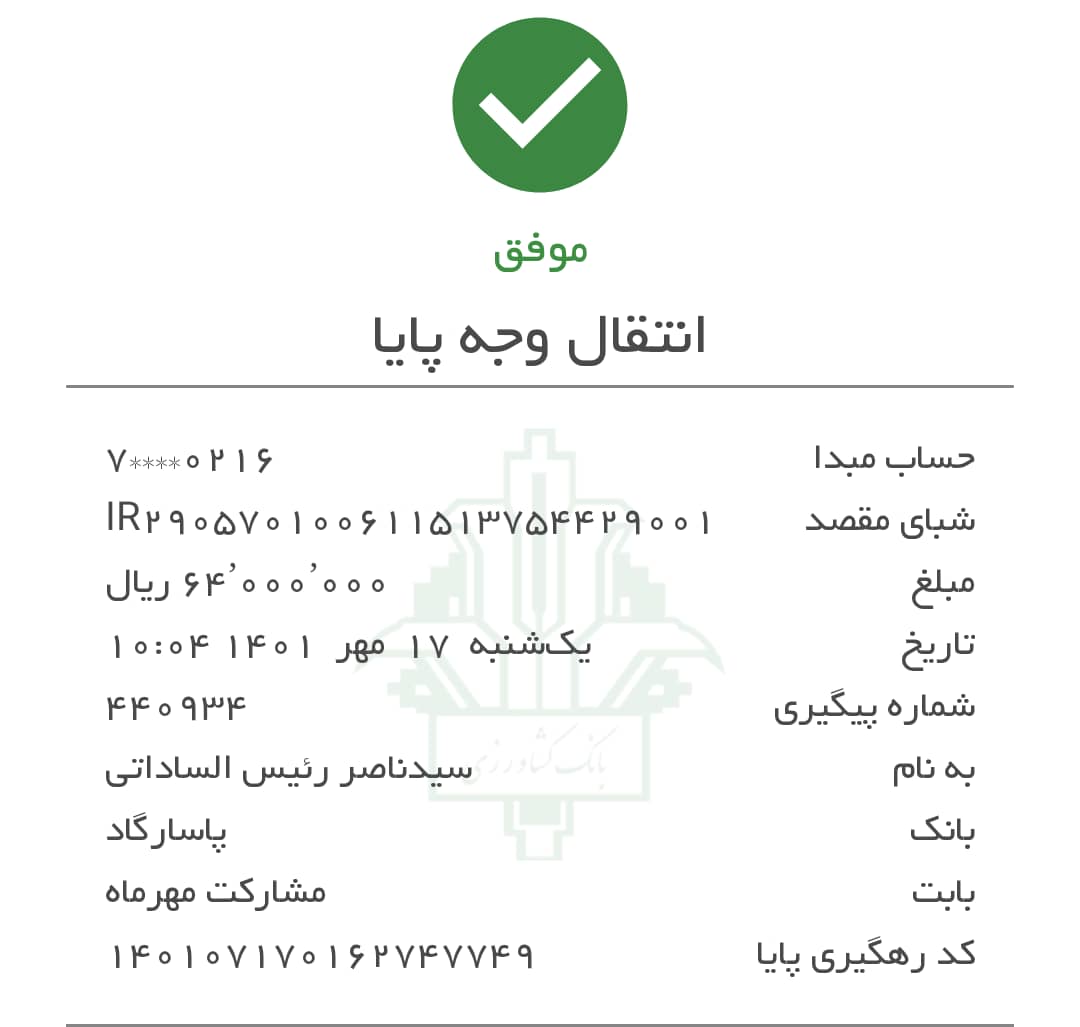 موفق
انتقال وجه پایا
حساب مبدا ۷****۰۲۱۶
شبای مقصد IR۲۹۰۵۷۰۱۰۰۶۱۱۵۱۳۷۵۴۴۲۹۰۰۱
مبلغ ۶۴٬۰۰۰٬۰۰۰ ریال
تاریخ یک‌شنبه ۱۷ مهر ۱۴۰۱ ۱۰:۰۴
شماره پیگیری ۴۴۰۹۳۴
به نام سیدناصر رئیس الساداتی
بانک کشاورزی
بانک پاسارگاد
بابت مشارکت مهرماه
کد رهگیری پایا ۱۴۰۱۰۷۱۷۰۱۶۲۷۴۷۷۴۹